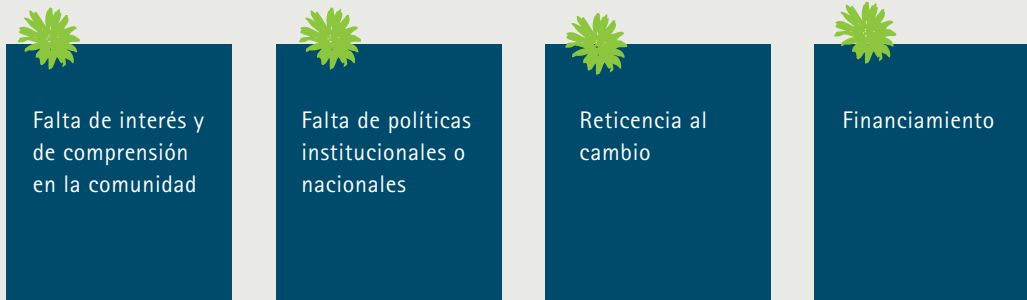 Falta de interés y
de comprensión
en la comunidad
Falta de políticas
institucionales o
nacionales
Reticencia al
cambio
Financiamiento